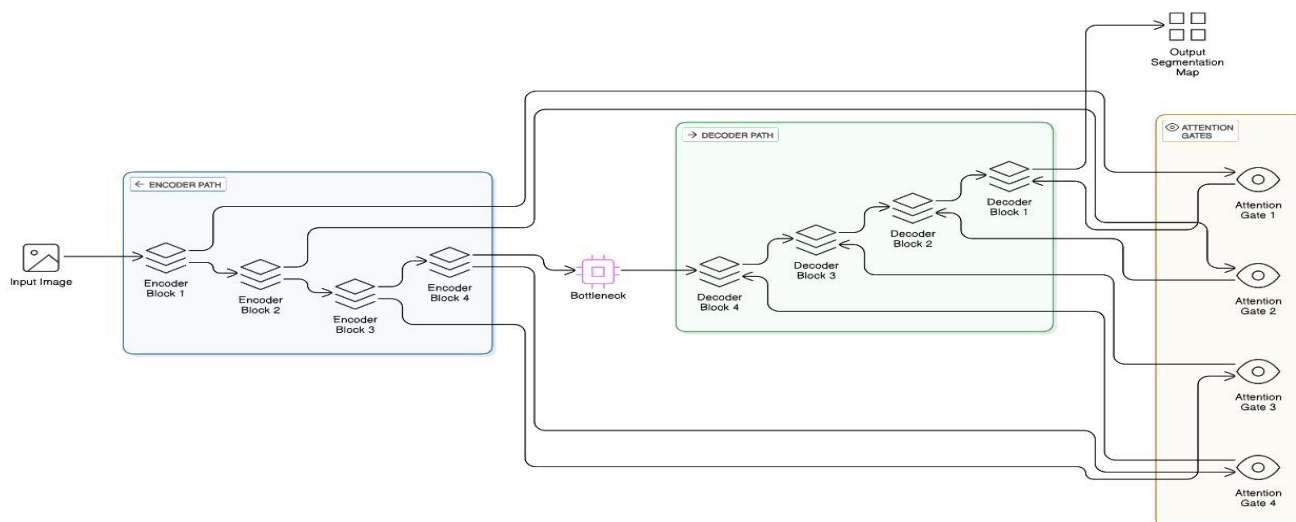 Output
Segmentation
Map
→ DECODER PATH
ATTENTION
GATES
← ENCODER PATH
Input Image
Encoder
Block 1
Encoder
Block 2
Encoder
Block 3
Encoder
Block 4
Bottleneck
Decoder
Block 4
Decoder
Block 3
Decoder
Block 2
Decoder
Block 1
Attention
Gate 1
Attention
Gate 2
Attention
Gate 3
Attention
Gate 4